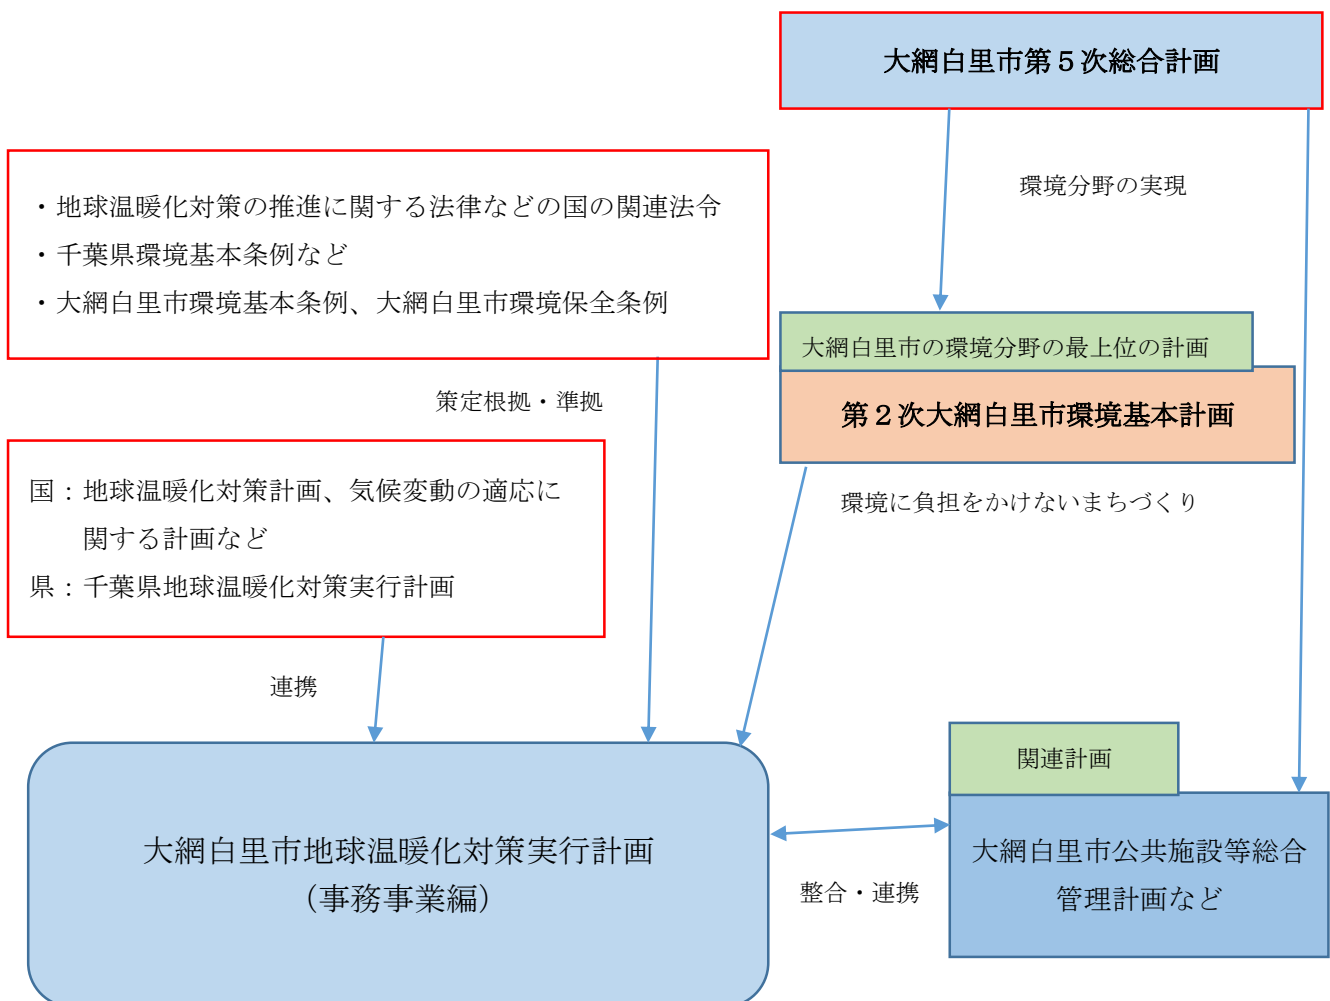 大網白里市第５次総合計画
環境分野の実現
・地球温暖化対策の推進に関する法律などの国の関連法令
・千葉県環境基本条例など
・大網白里市環境基本条例、大網白里市環境保全条例
大網白里市の環境分野の最上位の計画
第２次大網白里市環境基本計画
策定根拠・準拠
国：地球温暖化対策計画、気候変動の適応に
関する計画など
県：千葉県地球温暖化対策実行計画
環境に負担をかけないまちづくり
連携
関連計画
大網白里市地球温暖化対策実行計画
（事務事業編）
整合・連携
大網白里市公共施設等総合
管理計画など